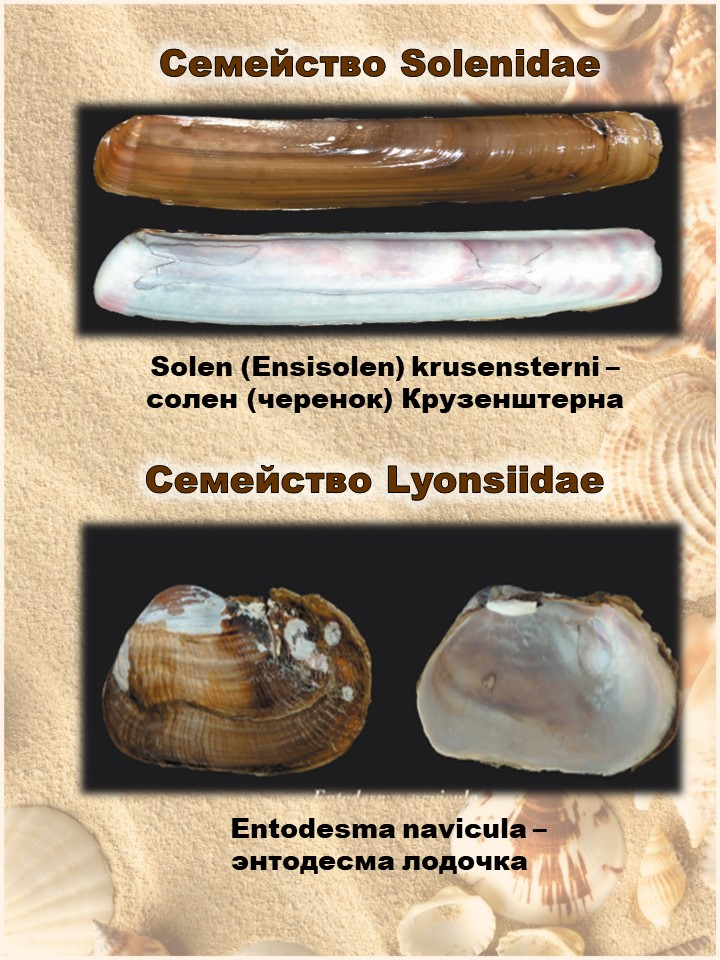 Семейство Solenidae
Solen (Ensisolen) krusensterni –
солен (черенок) Крузенштерна
Семейство Lyonsiidae
Entodesma navicula –
энтодесма лодочка